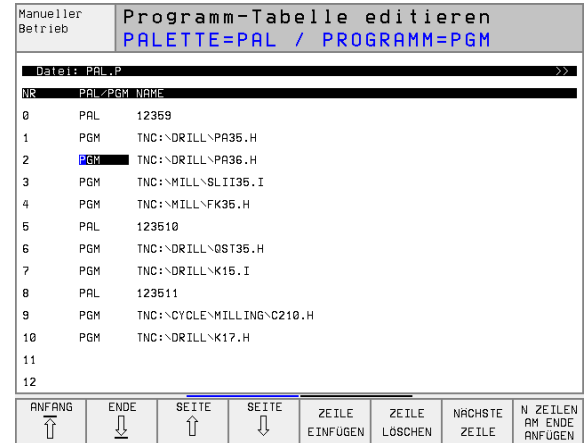 Manueller
Betrieb
Programm-Tabelle editieren
PALETTE=PAL / PROGRAMM=PGM
Datei: PAL.P >>
NR PAL/PGM NAME
0 PAL 12359
1 PGM TNC:\DRILL\PA35.H
2 PGM TNC:\DRILL\PA36.H
3 PGM TNC:\MILL\SLII35.I
4 PGM TNC:\MILL\FK35.H
5 PAL 123510
6 PGM TNC:\DRILL\QST35.H
7 PGM TNC:\DRILL\K15.I
8 PAL 123511
9 PGM TNC:\CYCLE\MILLING\C210.H
10 PGM TNC:\DRILL\K17.H
11
12
ANFANG
ENDE
SEITE
SEITE
ZEILE
EINFÜGEN
ZEILE
LÖSCHEN
NÄCHSTE
ZEILE
N ZEILEN
AM ENDE
ANFÜGEN